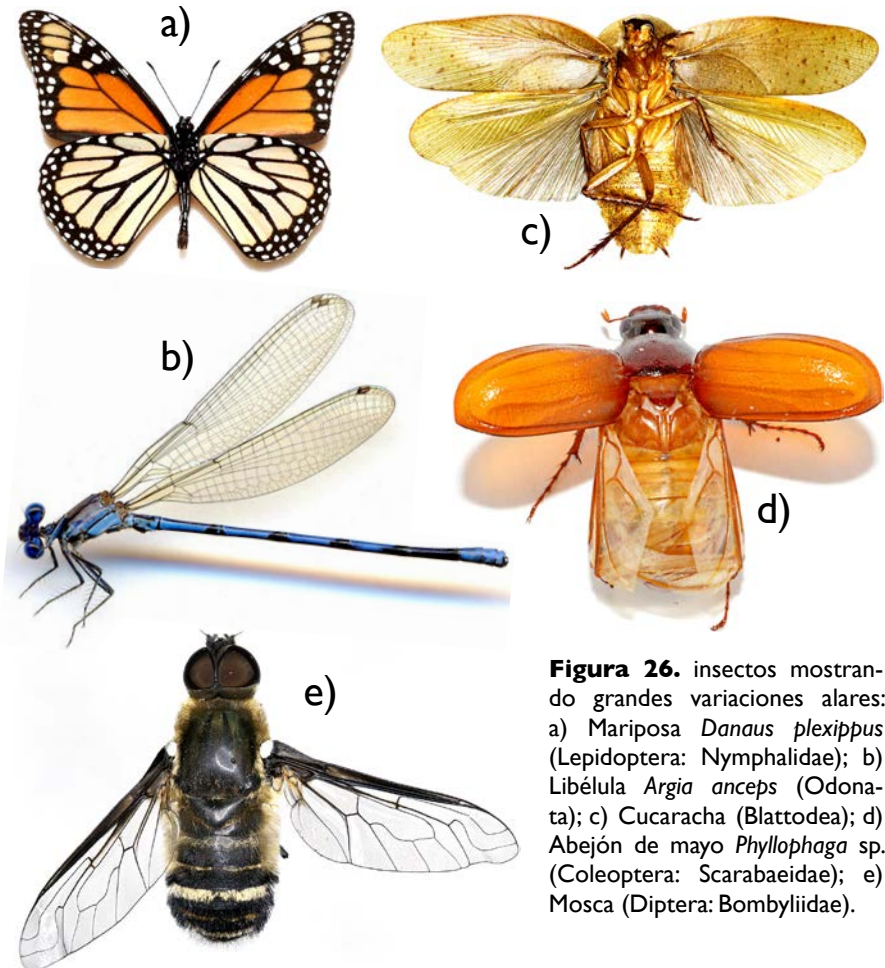 a)
c)
b)
d)
e)
Figura 26. insectos mostran-
do grandes variaciones alares:
a) Mariposa Danaus plexippus
(Lepidoptera: Nymphalidae); b)
Libélula Argia anceps (Odona-
ta); c) Cucaracha (Blattodea); d)
Abejón de mayo Phyllophaga sp.
(Coleoptera: Scarabaeidae); e)
Mosca (Diptera: Bombyliidae).